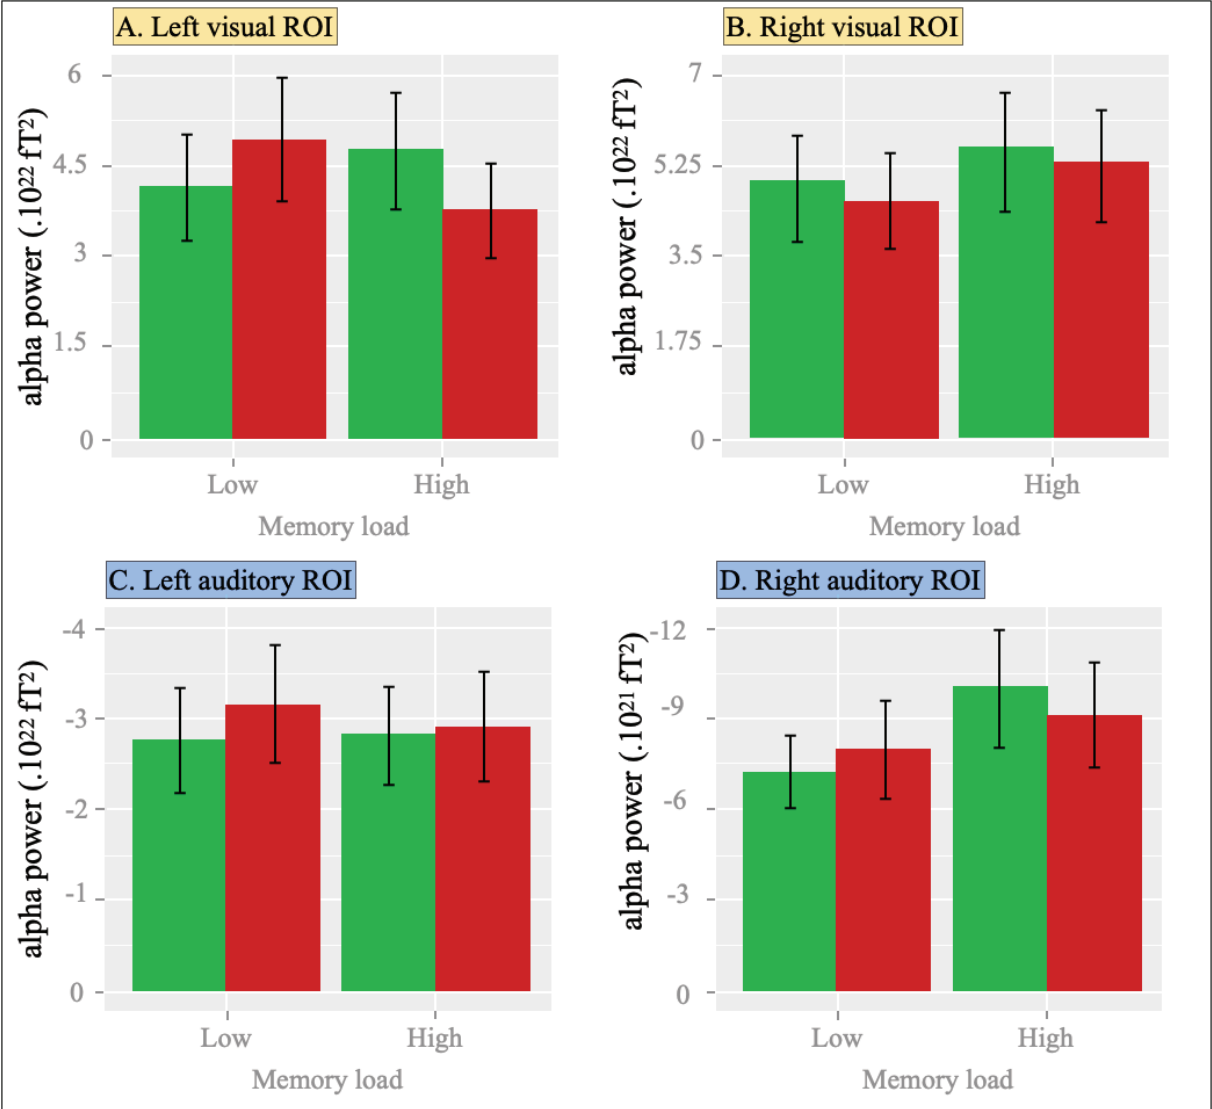 A. Left visual ROI
alpha power (.10²² fT²)
6
4.5
3
1.5
0
Low
High
Memory load
B. Right visual ROI
alpha power (.10²² fT²)
7
5.25
3.5
1.75
0
Low
High
Memory load
C. Left auditory ROI
alpha power (.10²² fT²)
-4
-3
-2
-1
0
Low
High
Memory load
D. Right auditory ROI
alpha power (.10²¹ fT²)
-12
-9
-6
-3
0
Low
High
Memory load